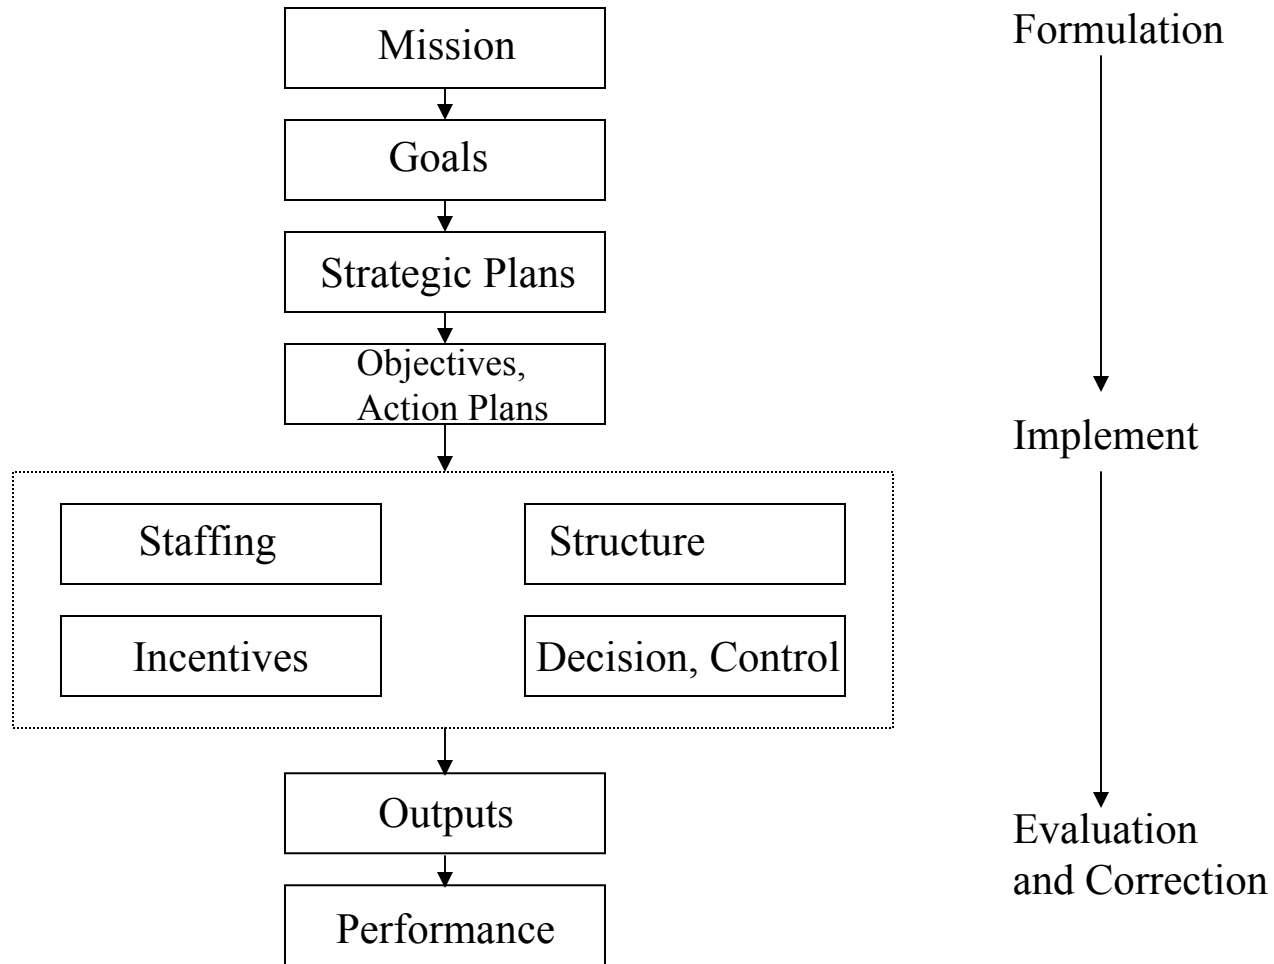 Mission
Formulation
Goals
Strategic Plans
Objectives,
Action Plans
Implement
Staffing
Structure
Incentives
Decision, Control
Outputs
Evaluation
and Correction
Performance